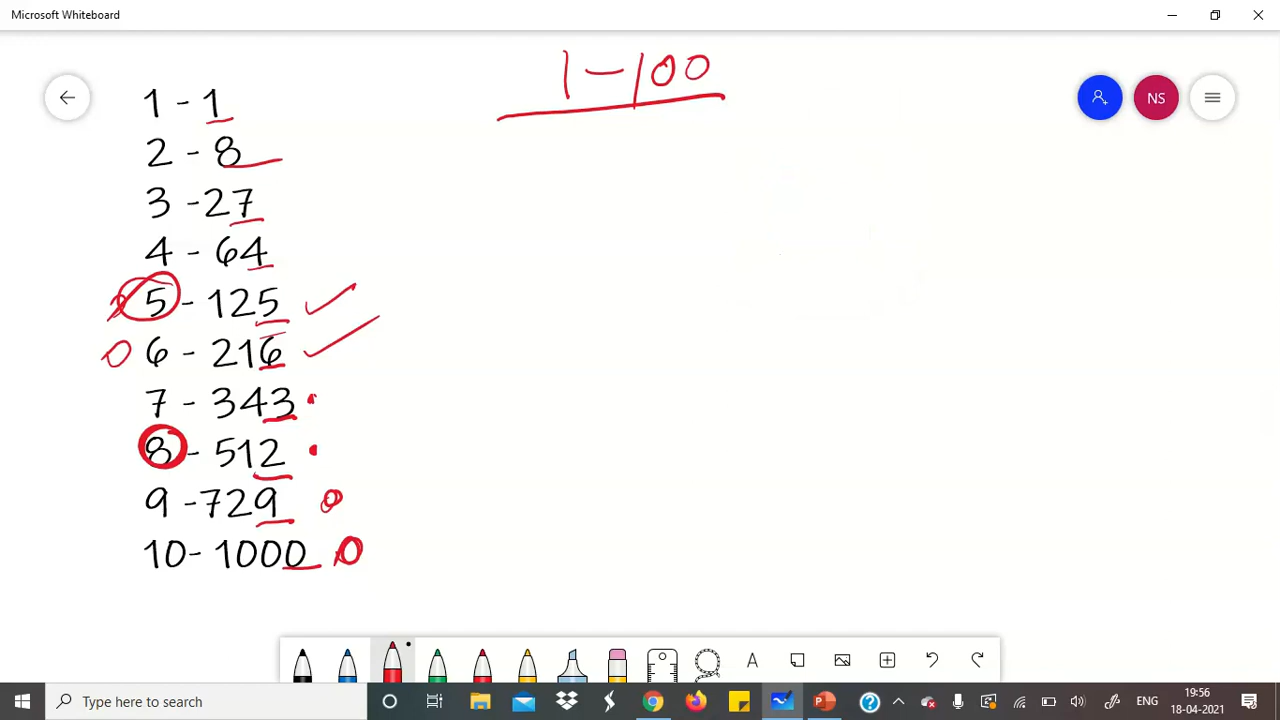 Microsoft Whiteboard
1 - 100
NS
1 - 1
2 - 8
3 - 27
4 - 64
5 - 125
6 - 216
7 - 343
8 - 512
9 - 729
10 - 1000
A
Type here to search
ENG
19:56
18-04-2021